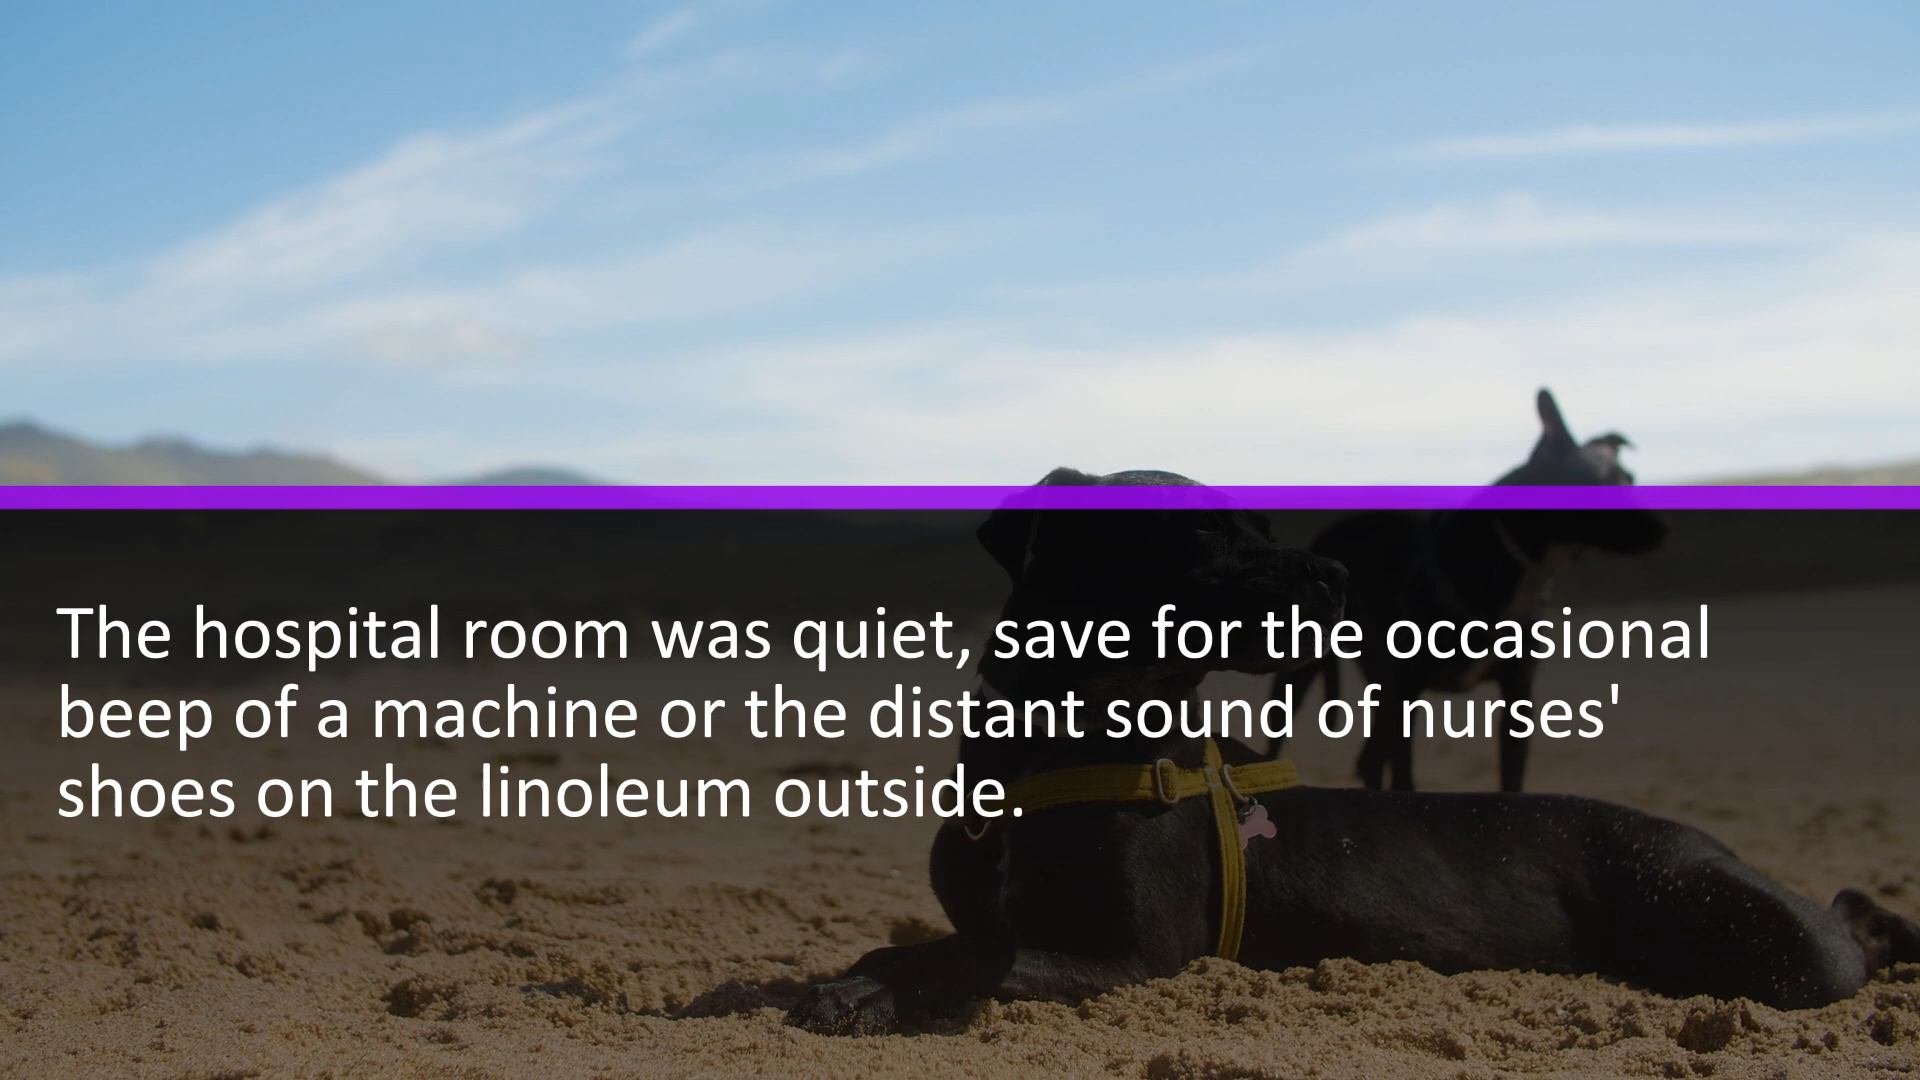 The hospital room was quiet, save for the occasional
beep of a machine or the distant sound of nurses'
shoes on the linoleum outside.